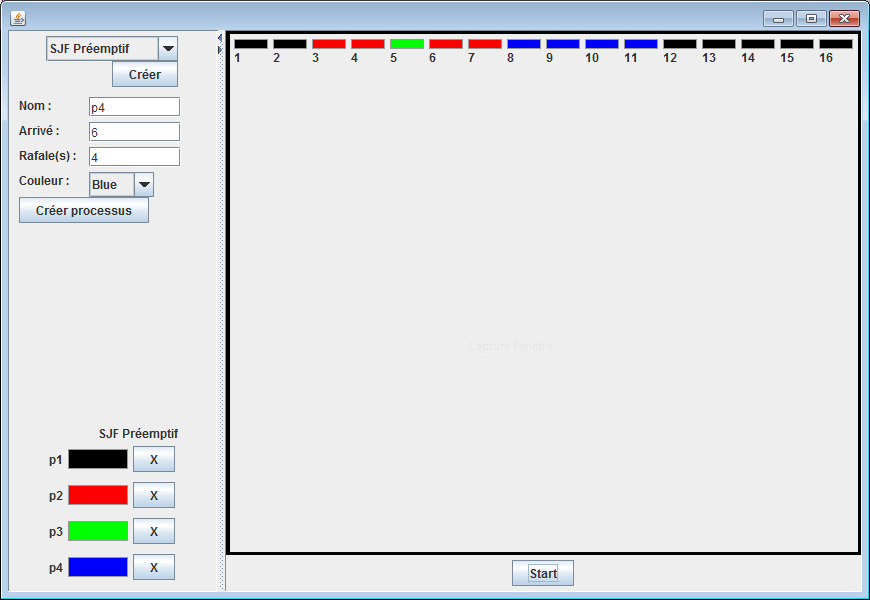 SJF Préemptif
Créer
Nom :
p4
Arrivé :
6
Rafale(s) :
4
Couleur :
Blue
Créer processus
SJF Préemptif
p1
X
p2
X
p3
X
p4
X
1 2 3 4 5 6 7 8 9 10 11 12 13 14 15 16
Capture Fenetre
Start